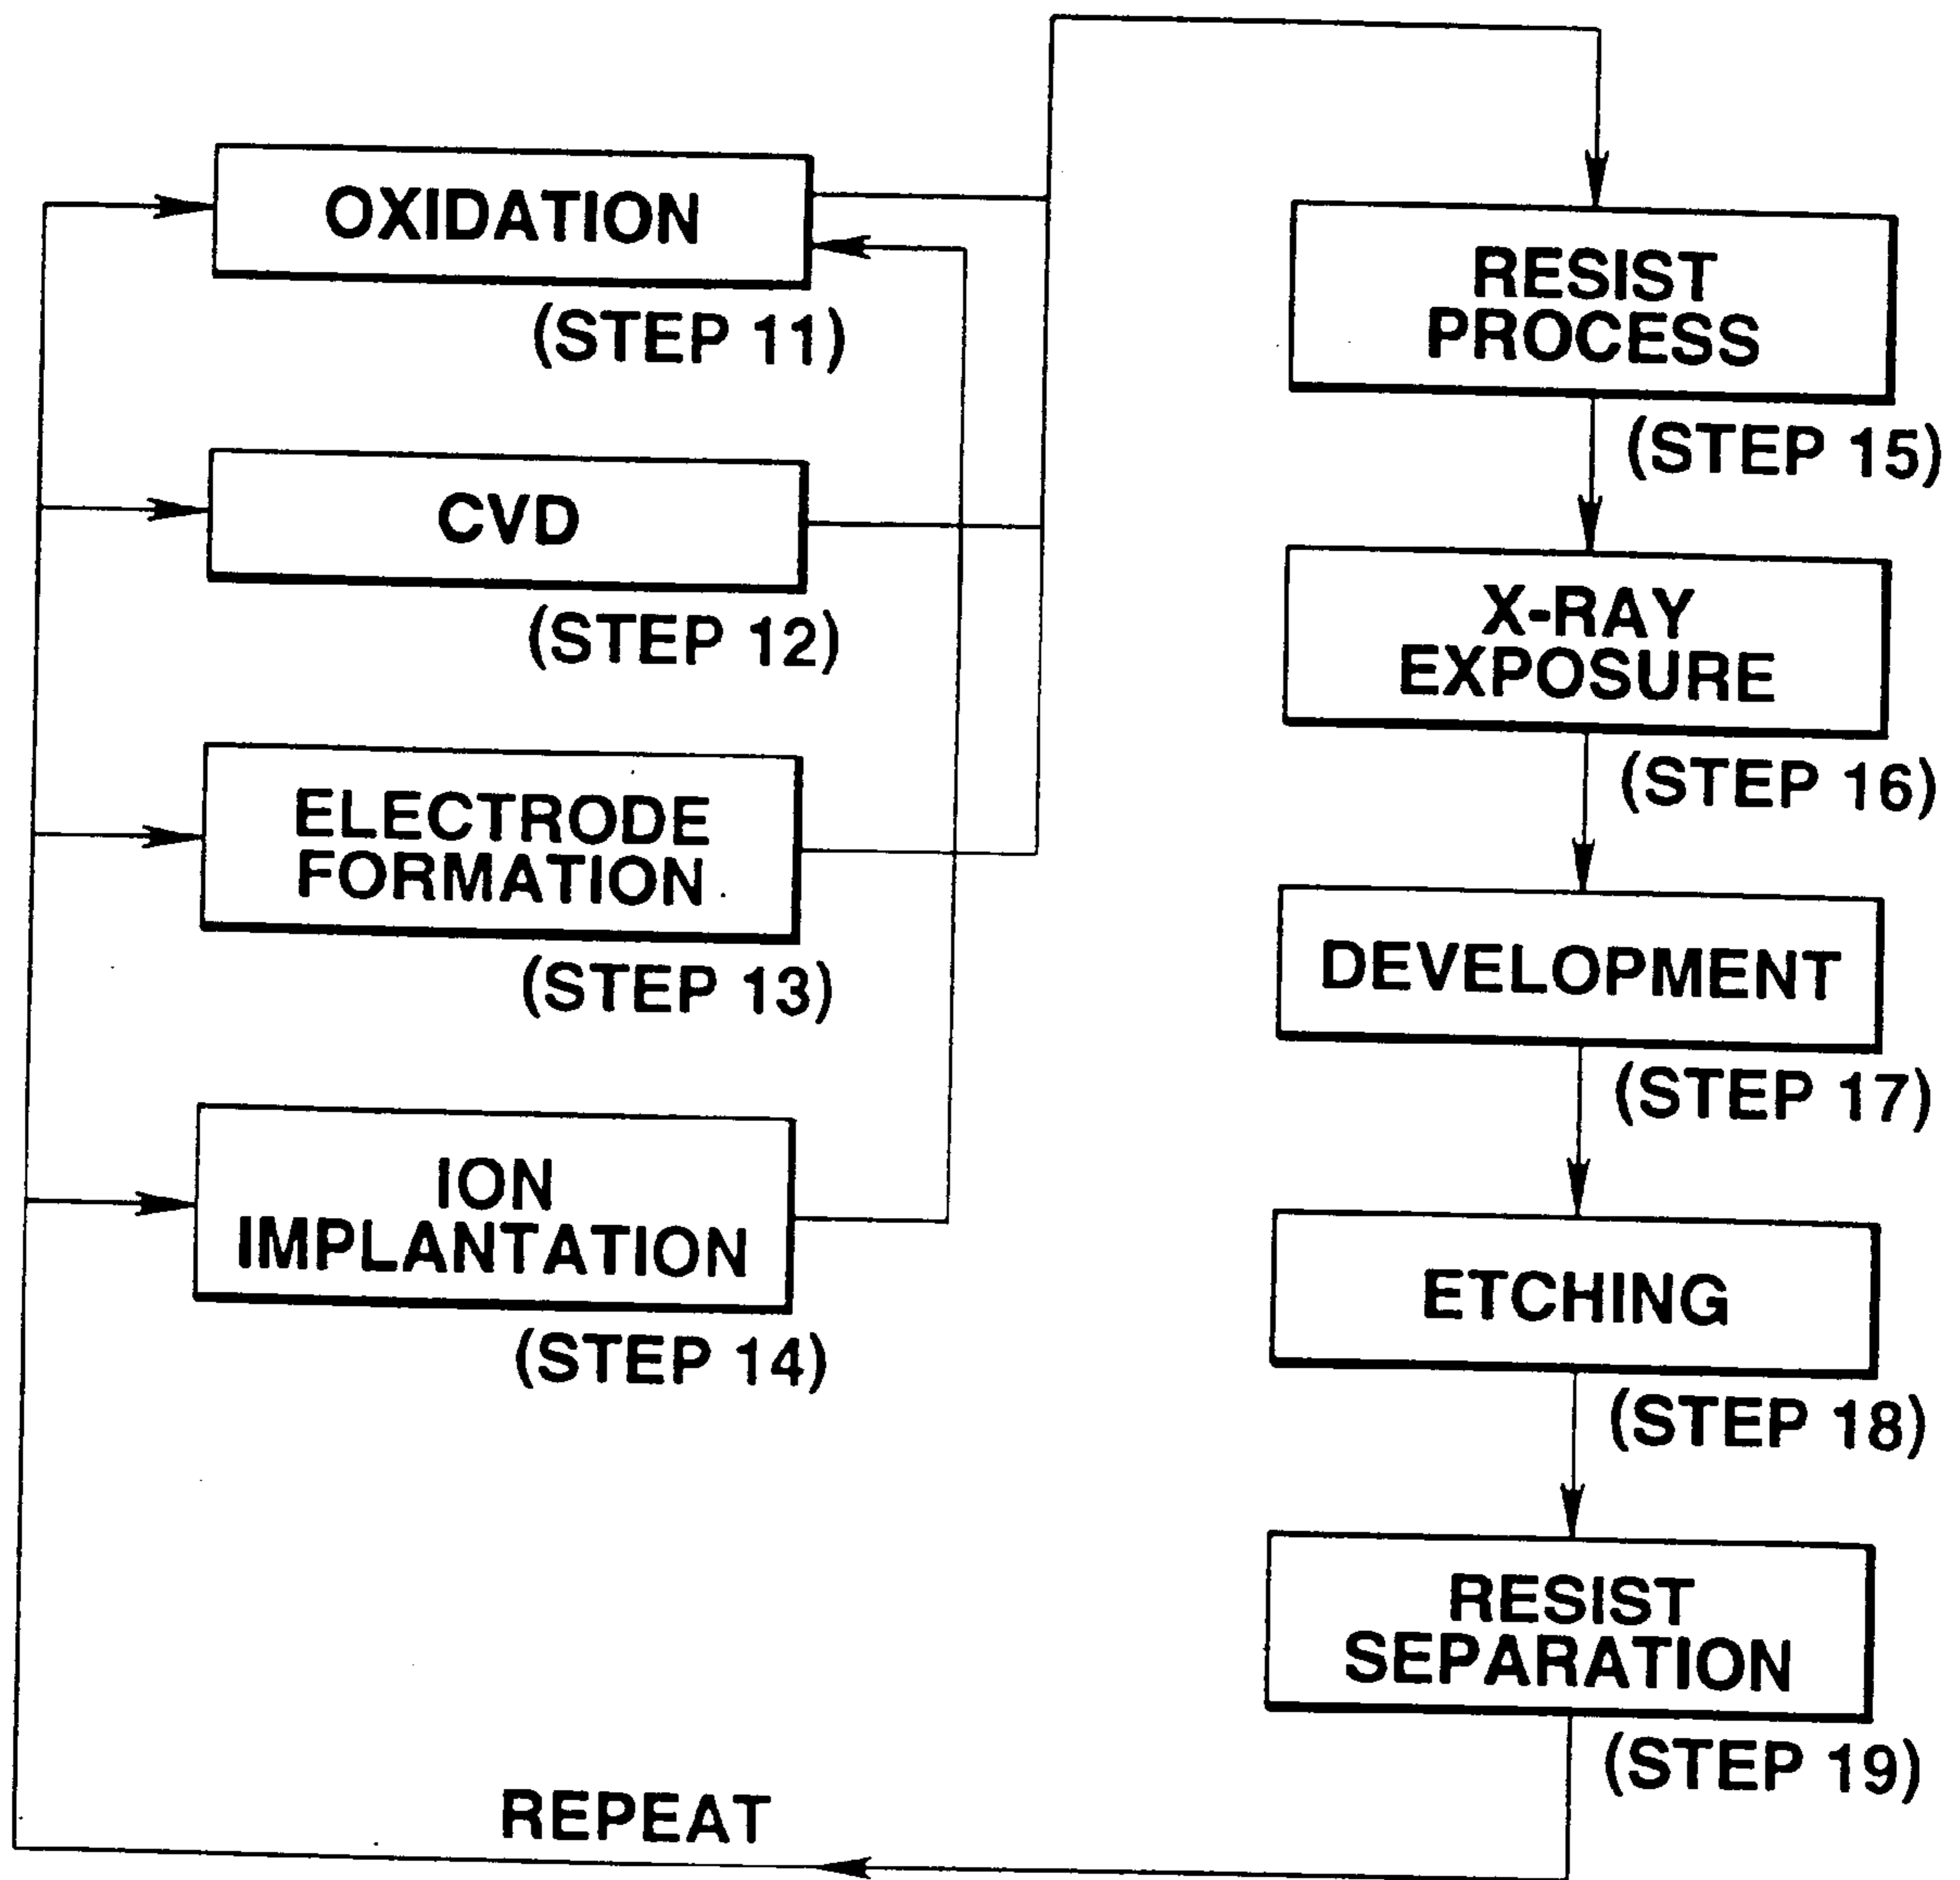 OXIDATION
(STEP 11)
CVD
(STEP 12)
ELECTRODE
FORMATION
(STEP 13)
ION
IMPLANTATION
(STEP 14)
RESIST
PROCESS
(STEP 15)
X-RAY
EXPOSURE
(STEP 16)
DEVELOPMENT
(STEP 17)
ETCHING
(STEP 18)
RESIST
SEPARATION
(STEP 19)
REPEAT